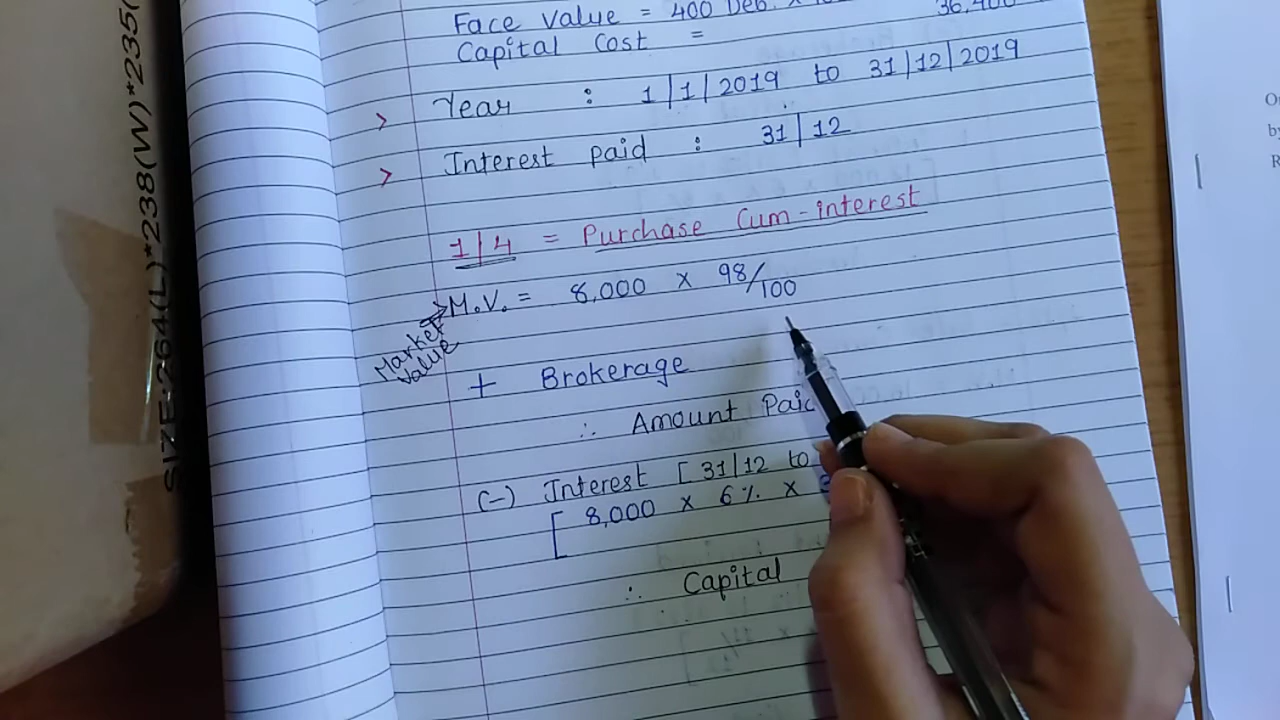 Face Value = 400 Deb.
36,400
Capital Cost =
> Year : 1/1/2019 to 31/12/2019
> Interest paid : 31/12
1/4 = Purchase Cum-interest
Market Value
M.V. = 8,000 x 98/100
+ Brokerage
∴ Amount Paid
(-) Interest [31/12 to
[8,000 x 6% x
∴ Capital
SIZE-264(L)*238(W)*235(